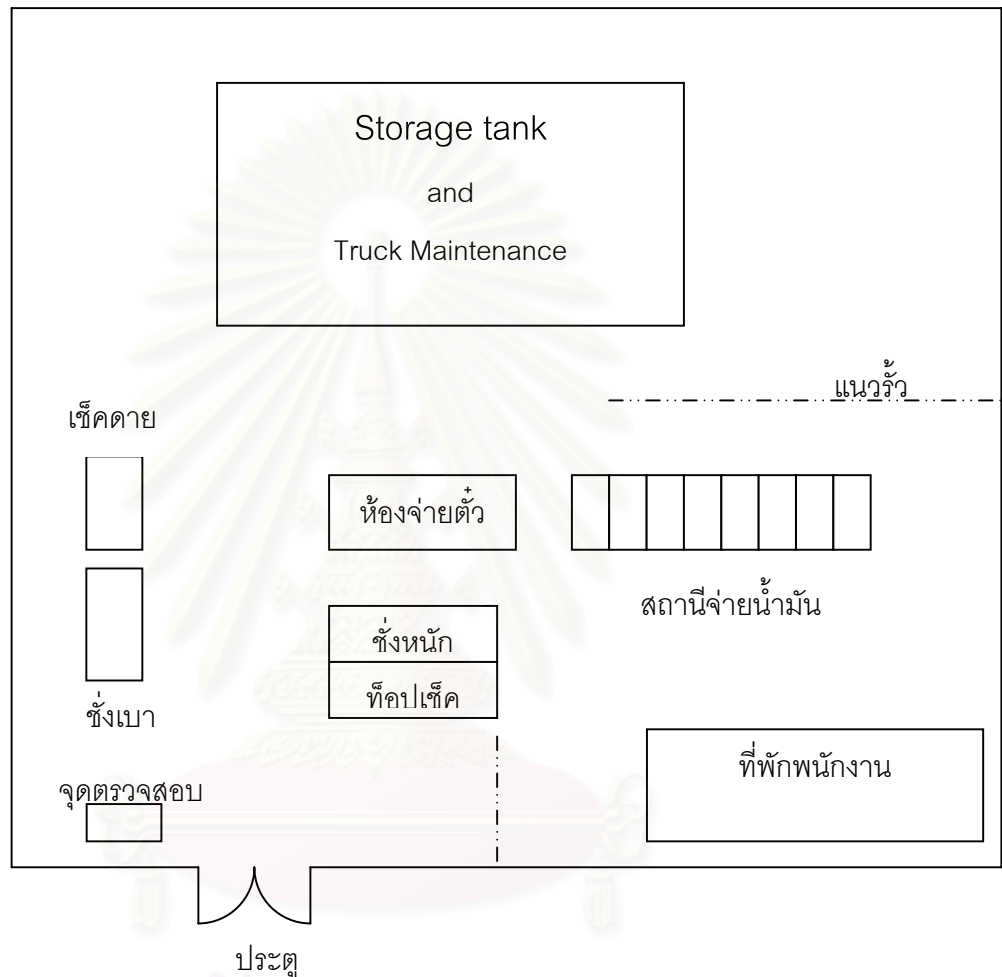 Storage tank
and
Truck Maintenance
แนวรั้ว
เช็คดาย
ห้องจ่ายตั๋ว
สถานีจ่ายน้ำมัน
ชั่งหนัก
ท็อปเช็ค
ชั่งเบา
ที่พักพนักงาน
จุดตรวจสอบ
ประตู